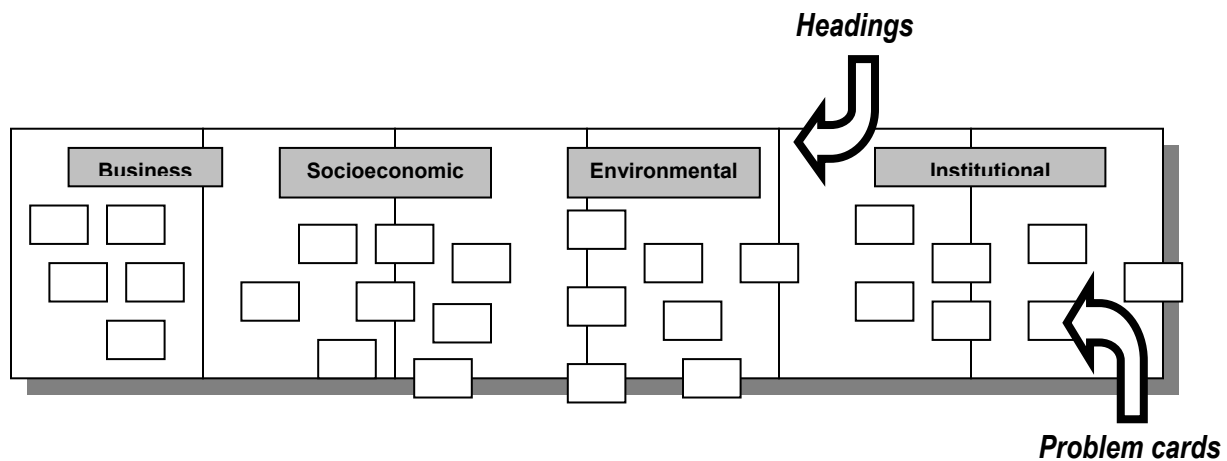 Headings
Business
Socioeconomic
Environmental
Institutional
Problem cards